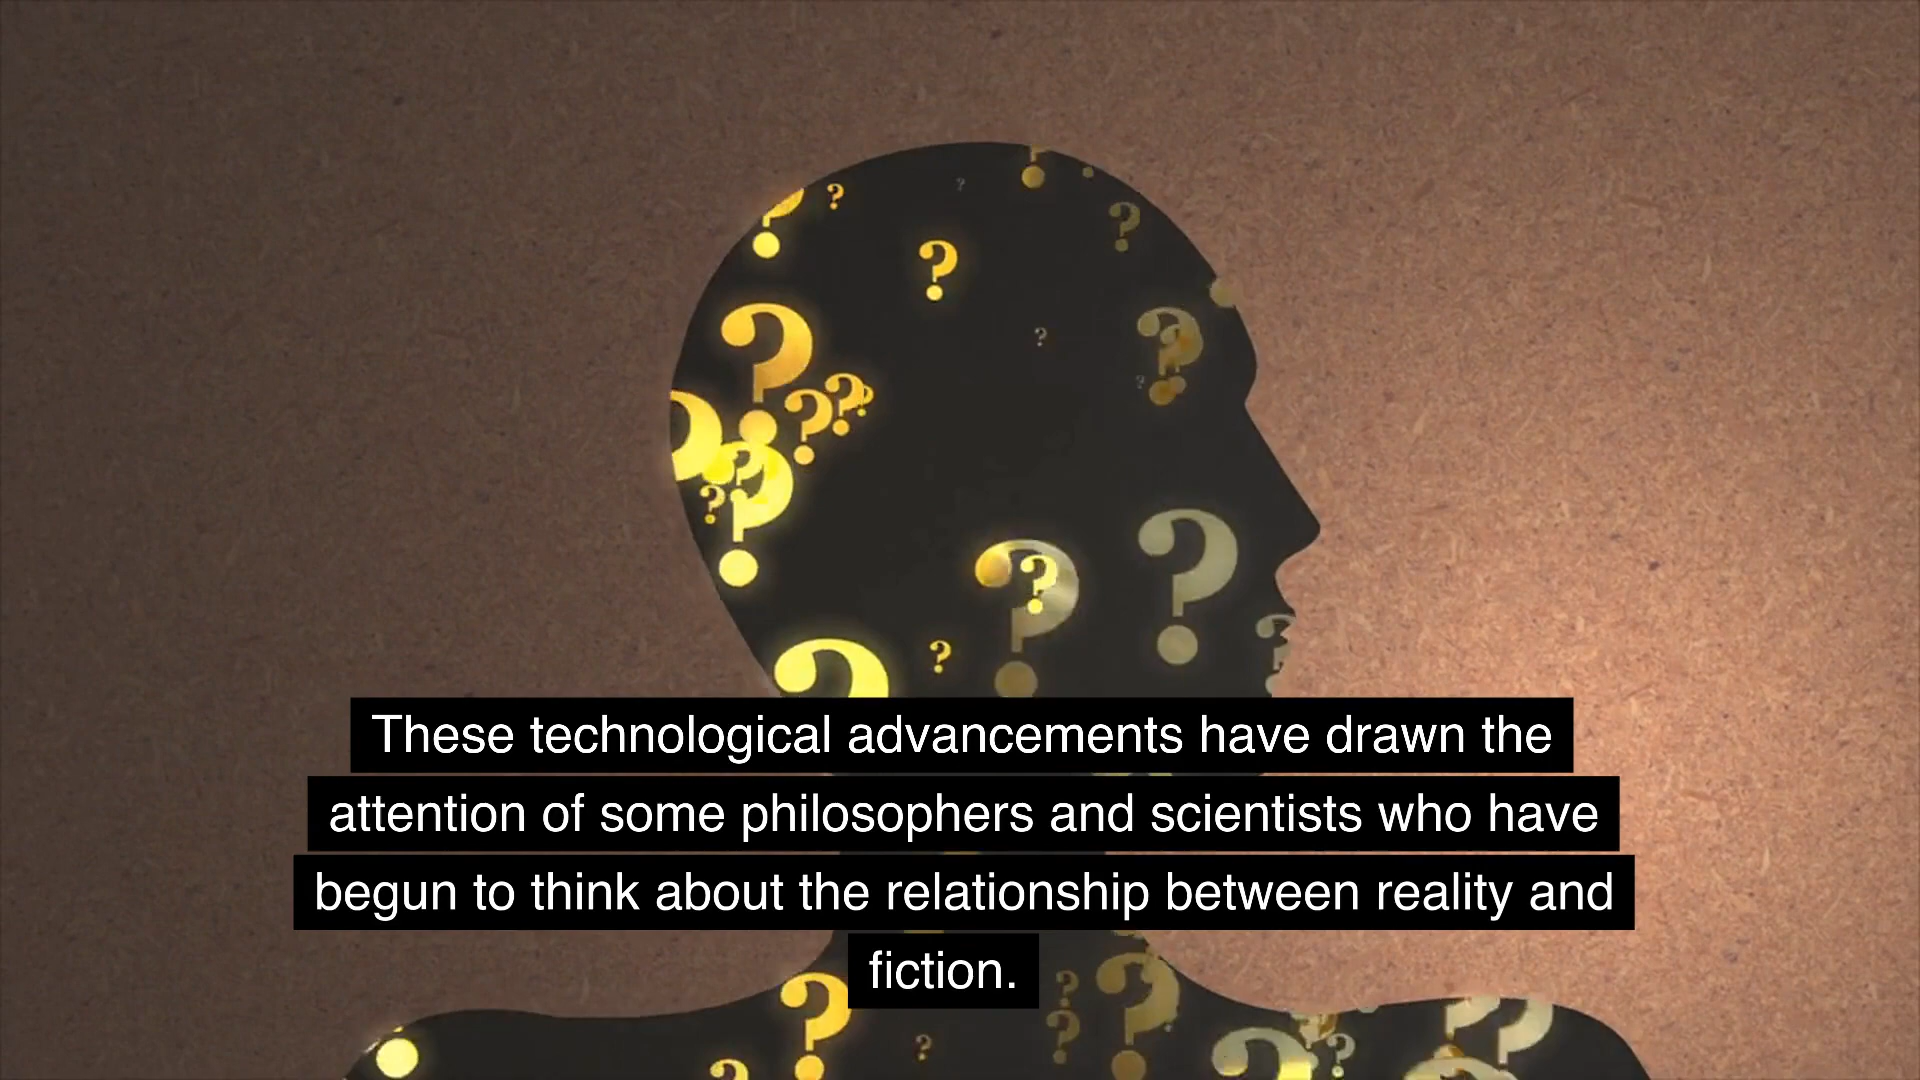 These technological advancements have drawn the
attention of some philosophers and scientists who have
begun to think about the relationship between reality and
fiction.